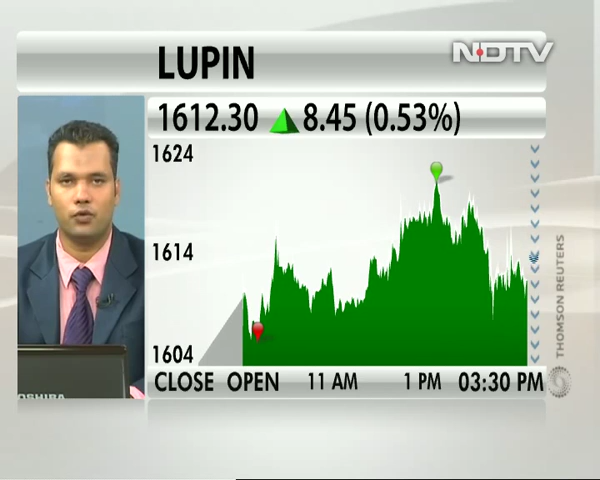 NDTV
LUPIN
1612.30 8.45 (0.53%)
1624
1614
1604
CLOSE OPEN 11 AM 1 PM 03:30 PM
THOMSON REUTERS
OSHIBA